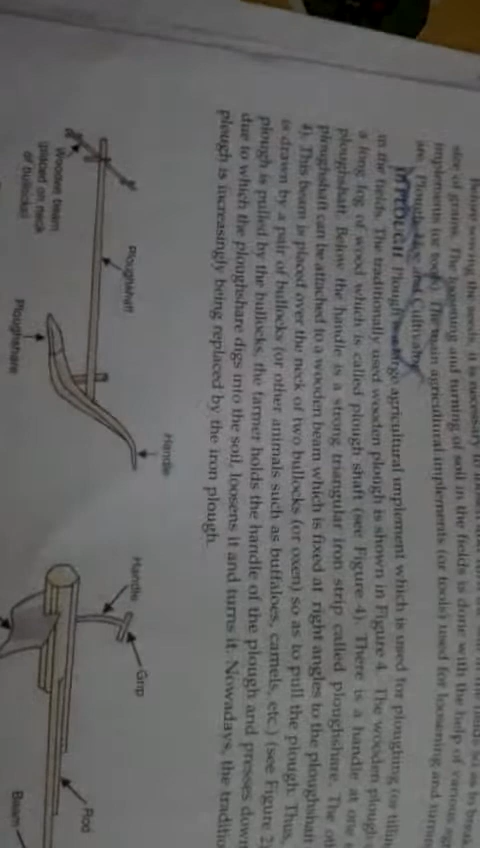 Before sowing the seeds, it is necessary to
size of grains. The loosening and turning of soil in the fields is done with the help of various
implements (or tools). The main agricultural implements (or tools) used for loosening and turning
are: Plough, Hoe and Cultivator.
PLOUGH. Plough is a large agricultural implement which is used for ploughing (or
in the fields. The traditionally used wooden plough is shown in Figure 4. The wooden plough
a long log of wood which is called plough shaft (see Figure 4). There is a handle at one
ploughshaft. Below the handle is a strong triangular iron strip called ploughshare. The
ploughshaft can be attached to a wooden beam which is fixed at right angles to the ploughshaft
4). This beam is placed over the neck of two bullocks (or oxen) so as to pull the plough. Thus,
is drawn by a pair of bullocks (or other animals such as buffaloes, camels, etc.) (see Figure 2)
plough is pulled by the bullocks, the farmer holds the handle of the plough and presses down
due to which the ploughshare digs into the soil, loosens it and turns it. Nowadays, the
plough is increasingly being replaced by the iron plough.
Handle
Ploughshaft
Wooden beam
(placed on neck
of bullocks)
Ploughshare
Grip
Handle
Rod
Beam